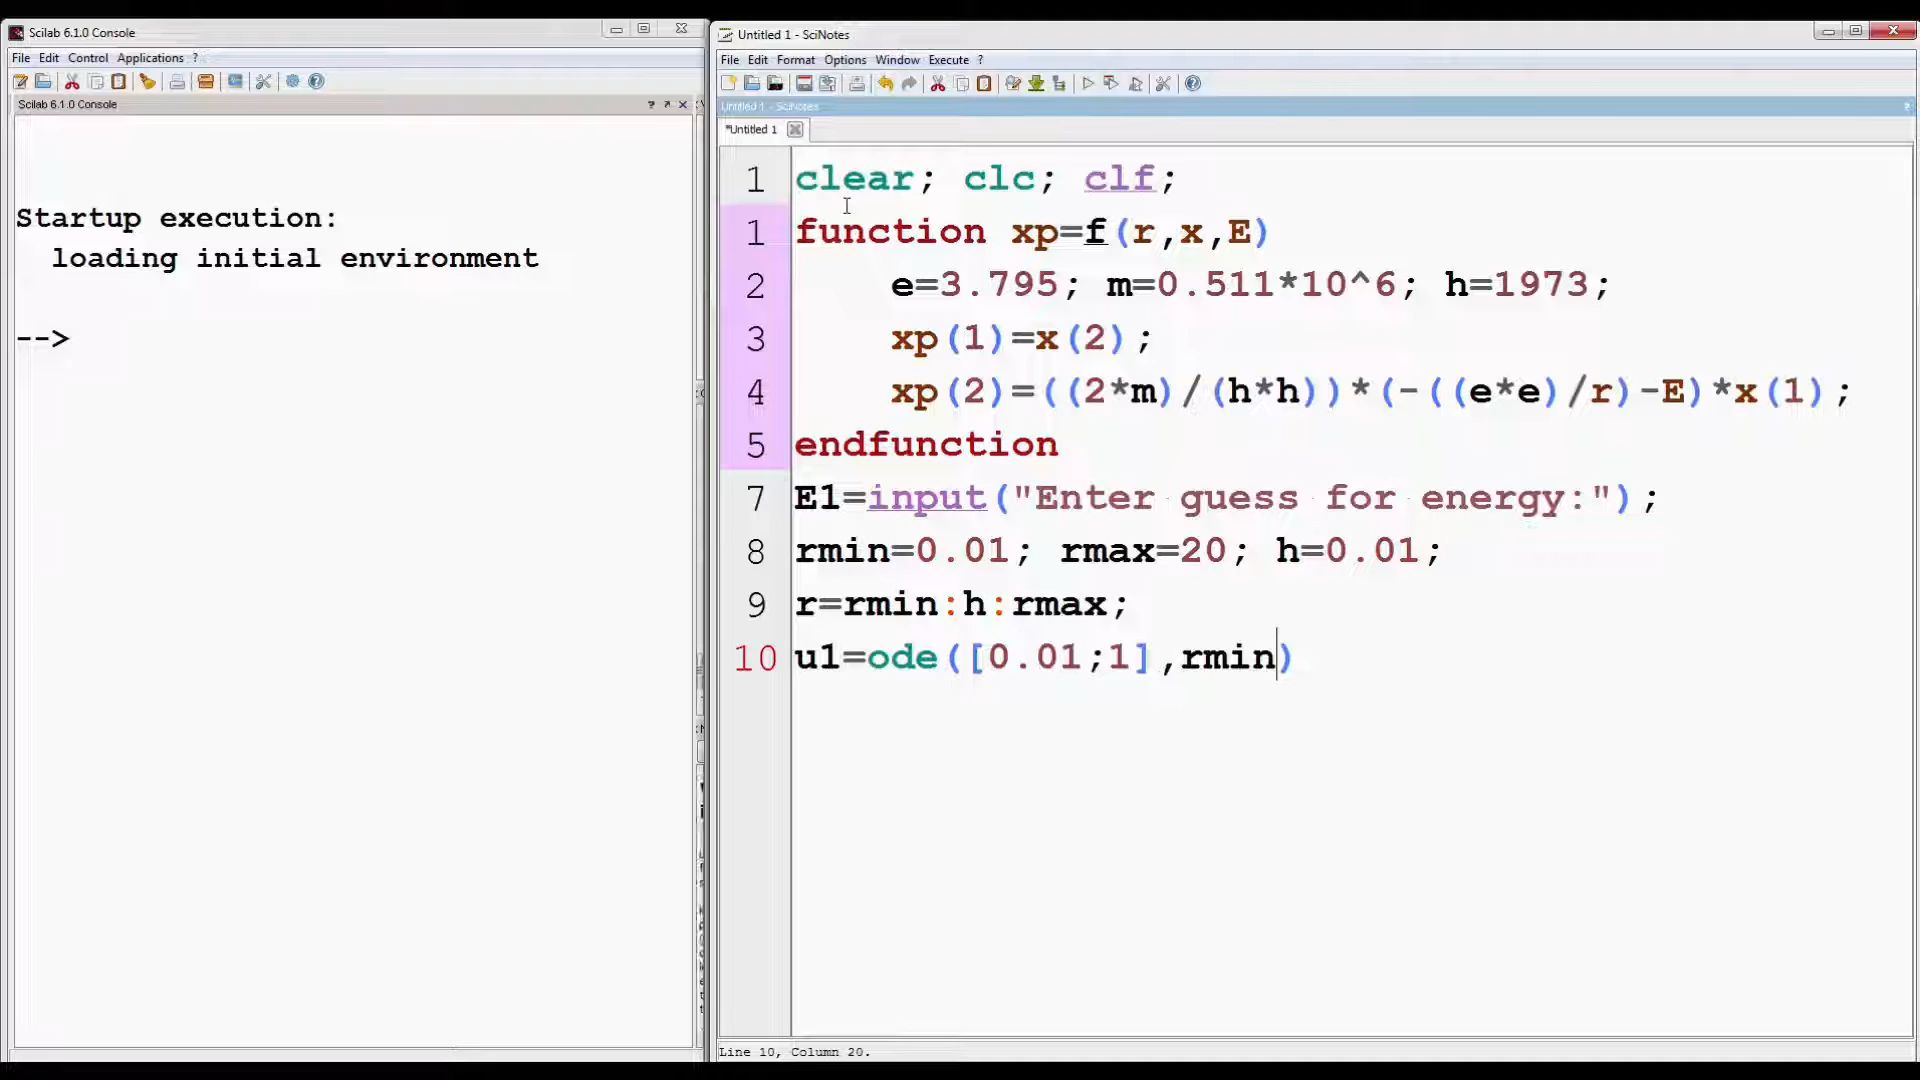 Scilab 6.1.0 Console
File Edit Control Applications ?
Scilab 6.1.0 Console
Startup execution:
loading initial environment
-->
Untitled 1 - SciNotes
File Edit Format Options Window Execute ?
Untitled 1 - SciNotes
*Untitled 1
1 clear; clc; clf;
1 function xp=f(r,x,E)
2 e=3.795; m=0.511*10^6; h=1973;
3 xp(1)=x(2);
4 xp(2)=((2*m)/(h*h))*(-((e*e)/r)-E)*x(1);
5 endfunction
7 E1=input("Enter guess for energy:");
8 rmin=0.01; rmax=20; h=0.01;
9 r=rmin:h:rmax;
10 u1=ode([0.01;1],rmin)
Line 10, Column 20.